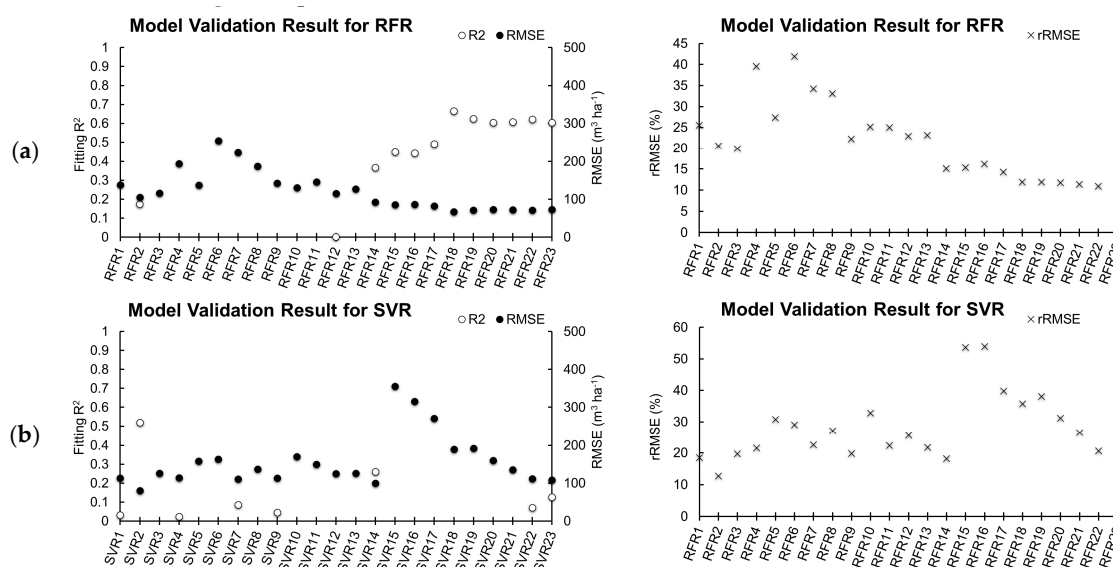 Model Validation Result for RFR
R2 RMSE
1
0.9
0.8
0.7
0.6
0.5
0.4
0.3
0.2
0.1
0
Fitting R²
500
400
300
200
100
0
RMSE (m³ ha⁻¹)
RFR1 RFR2 RFR3 RFR4 RFR5 RFR6 RFR7 RFR8 RFR9 RFR10 RFR11 RFR12 RFR13 RFR14 RFR15 RFR16 RFR17 RFR18 RFR19 RFR20 RFR21 RFR22 RFR23
Model Validation Result for RFR
rRMSE
45
40
35
30
25
20
15
10
5
0
rRMSE (%)
RFR1 RFR2 RFR3 RFR4 RFR5 RFR6 RFR7 RFR8 RFR9 RFR10 RFR11 RFR12 RFR13 RFR14 RFR15 RFR16 RFR17 RFR18 RFR19 RFR20 RFR21 RFR22
(a)
Model Validation Result for SVR
R2 RMSE
1
0.9
0.8
0.7
0.6
0.5
0.4
0.3
0.2
0.1
0
Fitting R²
500
400
300
200
100
0
RMSE (m³ ha⁻¹)
SVR1 SVR2 SVR3 SVR4 SVR5 SVR6 SVR7 SVR8 SVR9 SVR10 SVR11 SVR12 SVR13 SVR14 SVR15 SVR16 SVR17 SVR18 SVR19 SVR20 SVR21 SVR22 SVR23
Model Validation Result for SVR
rRMSE
60
50
40
30
20
10
0
rRMSE (%)
RFR1 RFR2 RFR3 RFR4 RFR5 RFR6 RFR7 RFR8 RFR9 RFR10 RFR11 RFR12 RFR13 RFR14 RFR15 RFR16 RFR17 RFR18 RFR19 RFR20 RFR21 RFR22
(b)